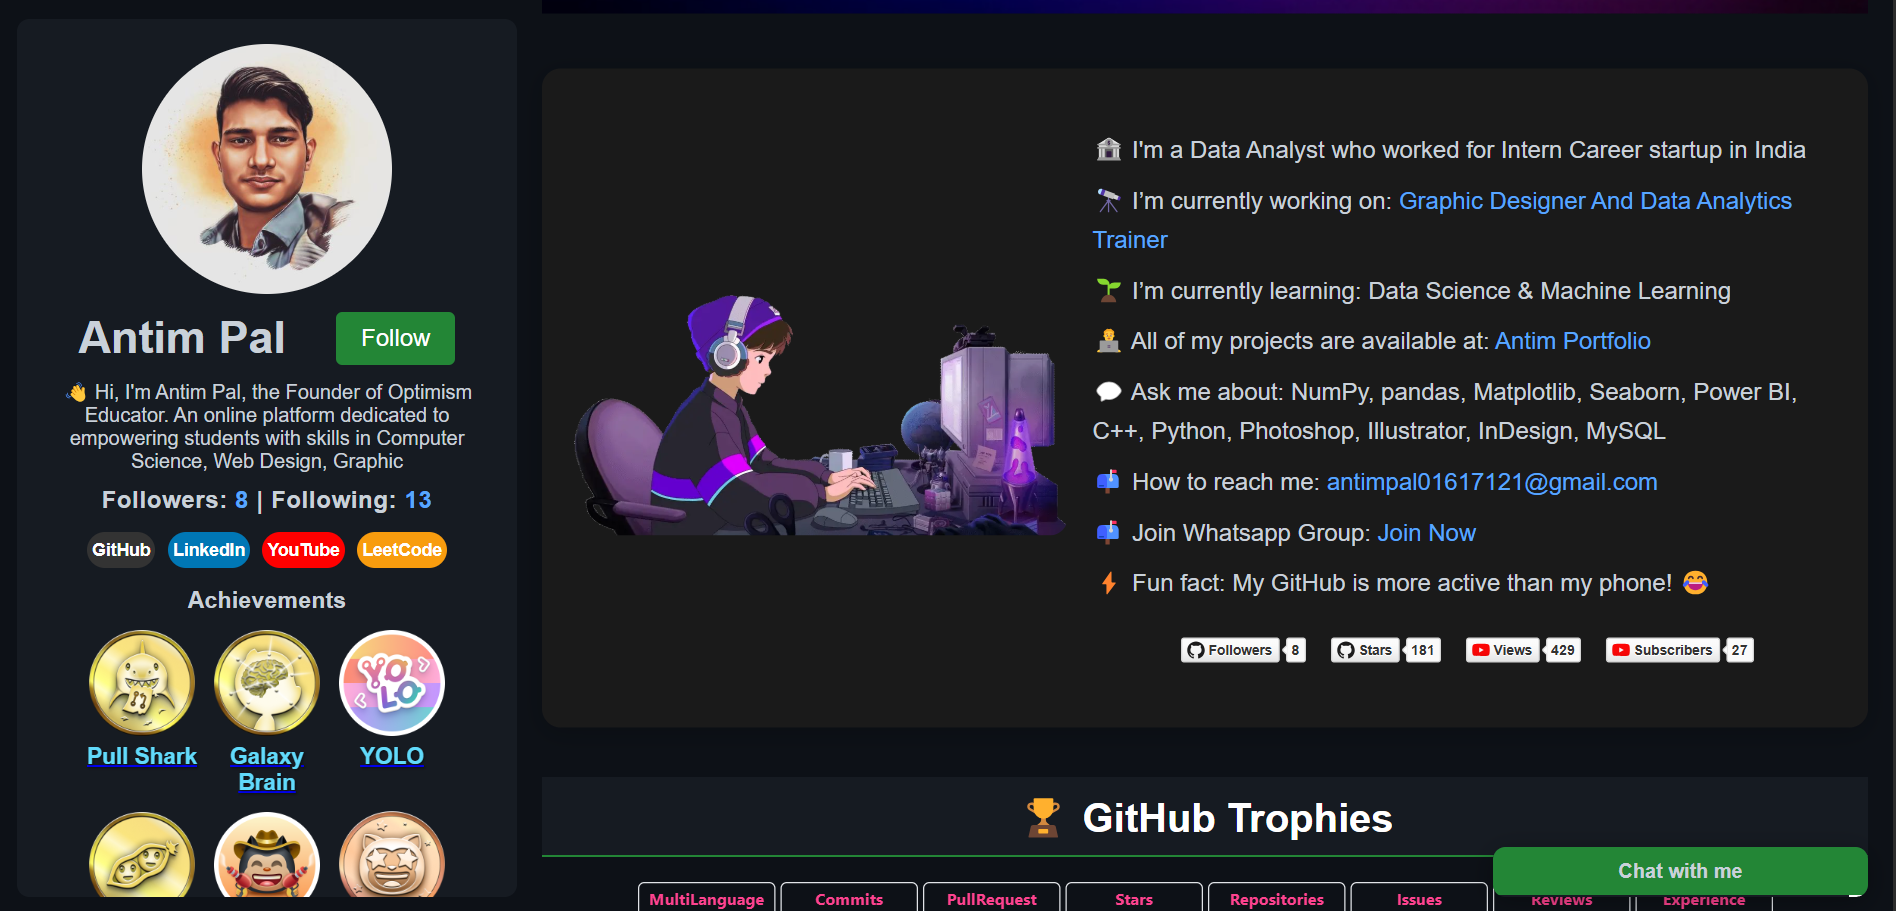 Antim Pal
Follow
👋 Hi, I'm Antim Pal, the Founder of Optimism
Educator. An online platform dedicated to
empowering students with skills in Computer
Science, Web Design, Graphic
Followers: 8 | Following: 13
GitHub LinkedIn YouTube LeetCode
Achievements
YOLO
Pull Shark
Galaxy
Brain
YOLO
🏛️ I'm a Data Analyst who worked for Intern Career startup in India
🔭 I’m currently working on: Graphic Designer And Data Analytics
Trainer
🌱 I’m currently learning: Data Science & Machine Learning
👨‍💻 All of my projects are available at: Antim Portfolio
💬 Ask me about: NumPy, pandas, Matplotlib, Seaborn, Power BI,
C++, Python, Photoshop, Illustrator, InDesign, MySQL
📫 How to reach me: antimpal01617121@gmail.com
📫 Join Whatsapp Group: Join Now
⚡ Fun fact: My GitHub is more active than my phone! 😂
Followers 8 Stars 181 Views 429 Subscribers 27
🏆 GitHub Trophies
Chat with me
MultiLanguage Commits PullRequest Stars Repositories Issues Reviews Experience